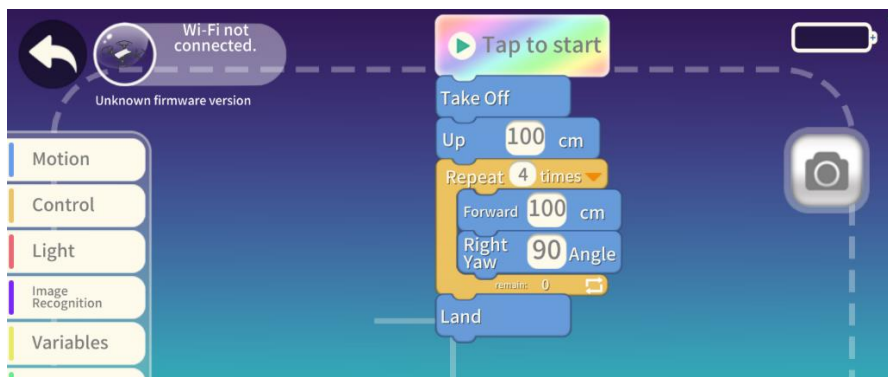 Wi-Fi not
connected.
Unknown firmware version
Motion
Control
Light
Image
Recognition
Variables
Tap to start
Take Off
Up 100 cm
Repeat 4 times
Forward 100 cm
Right
Yaw 90 Angle
remain: 0
Land